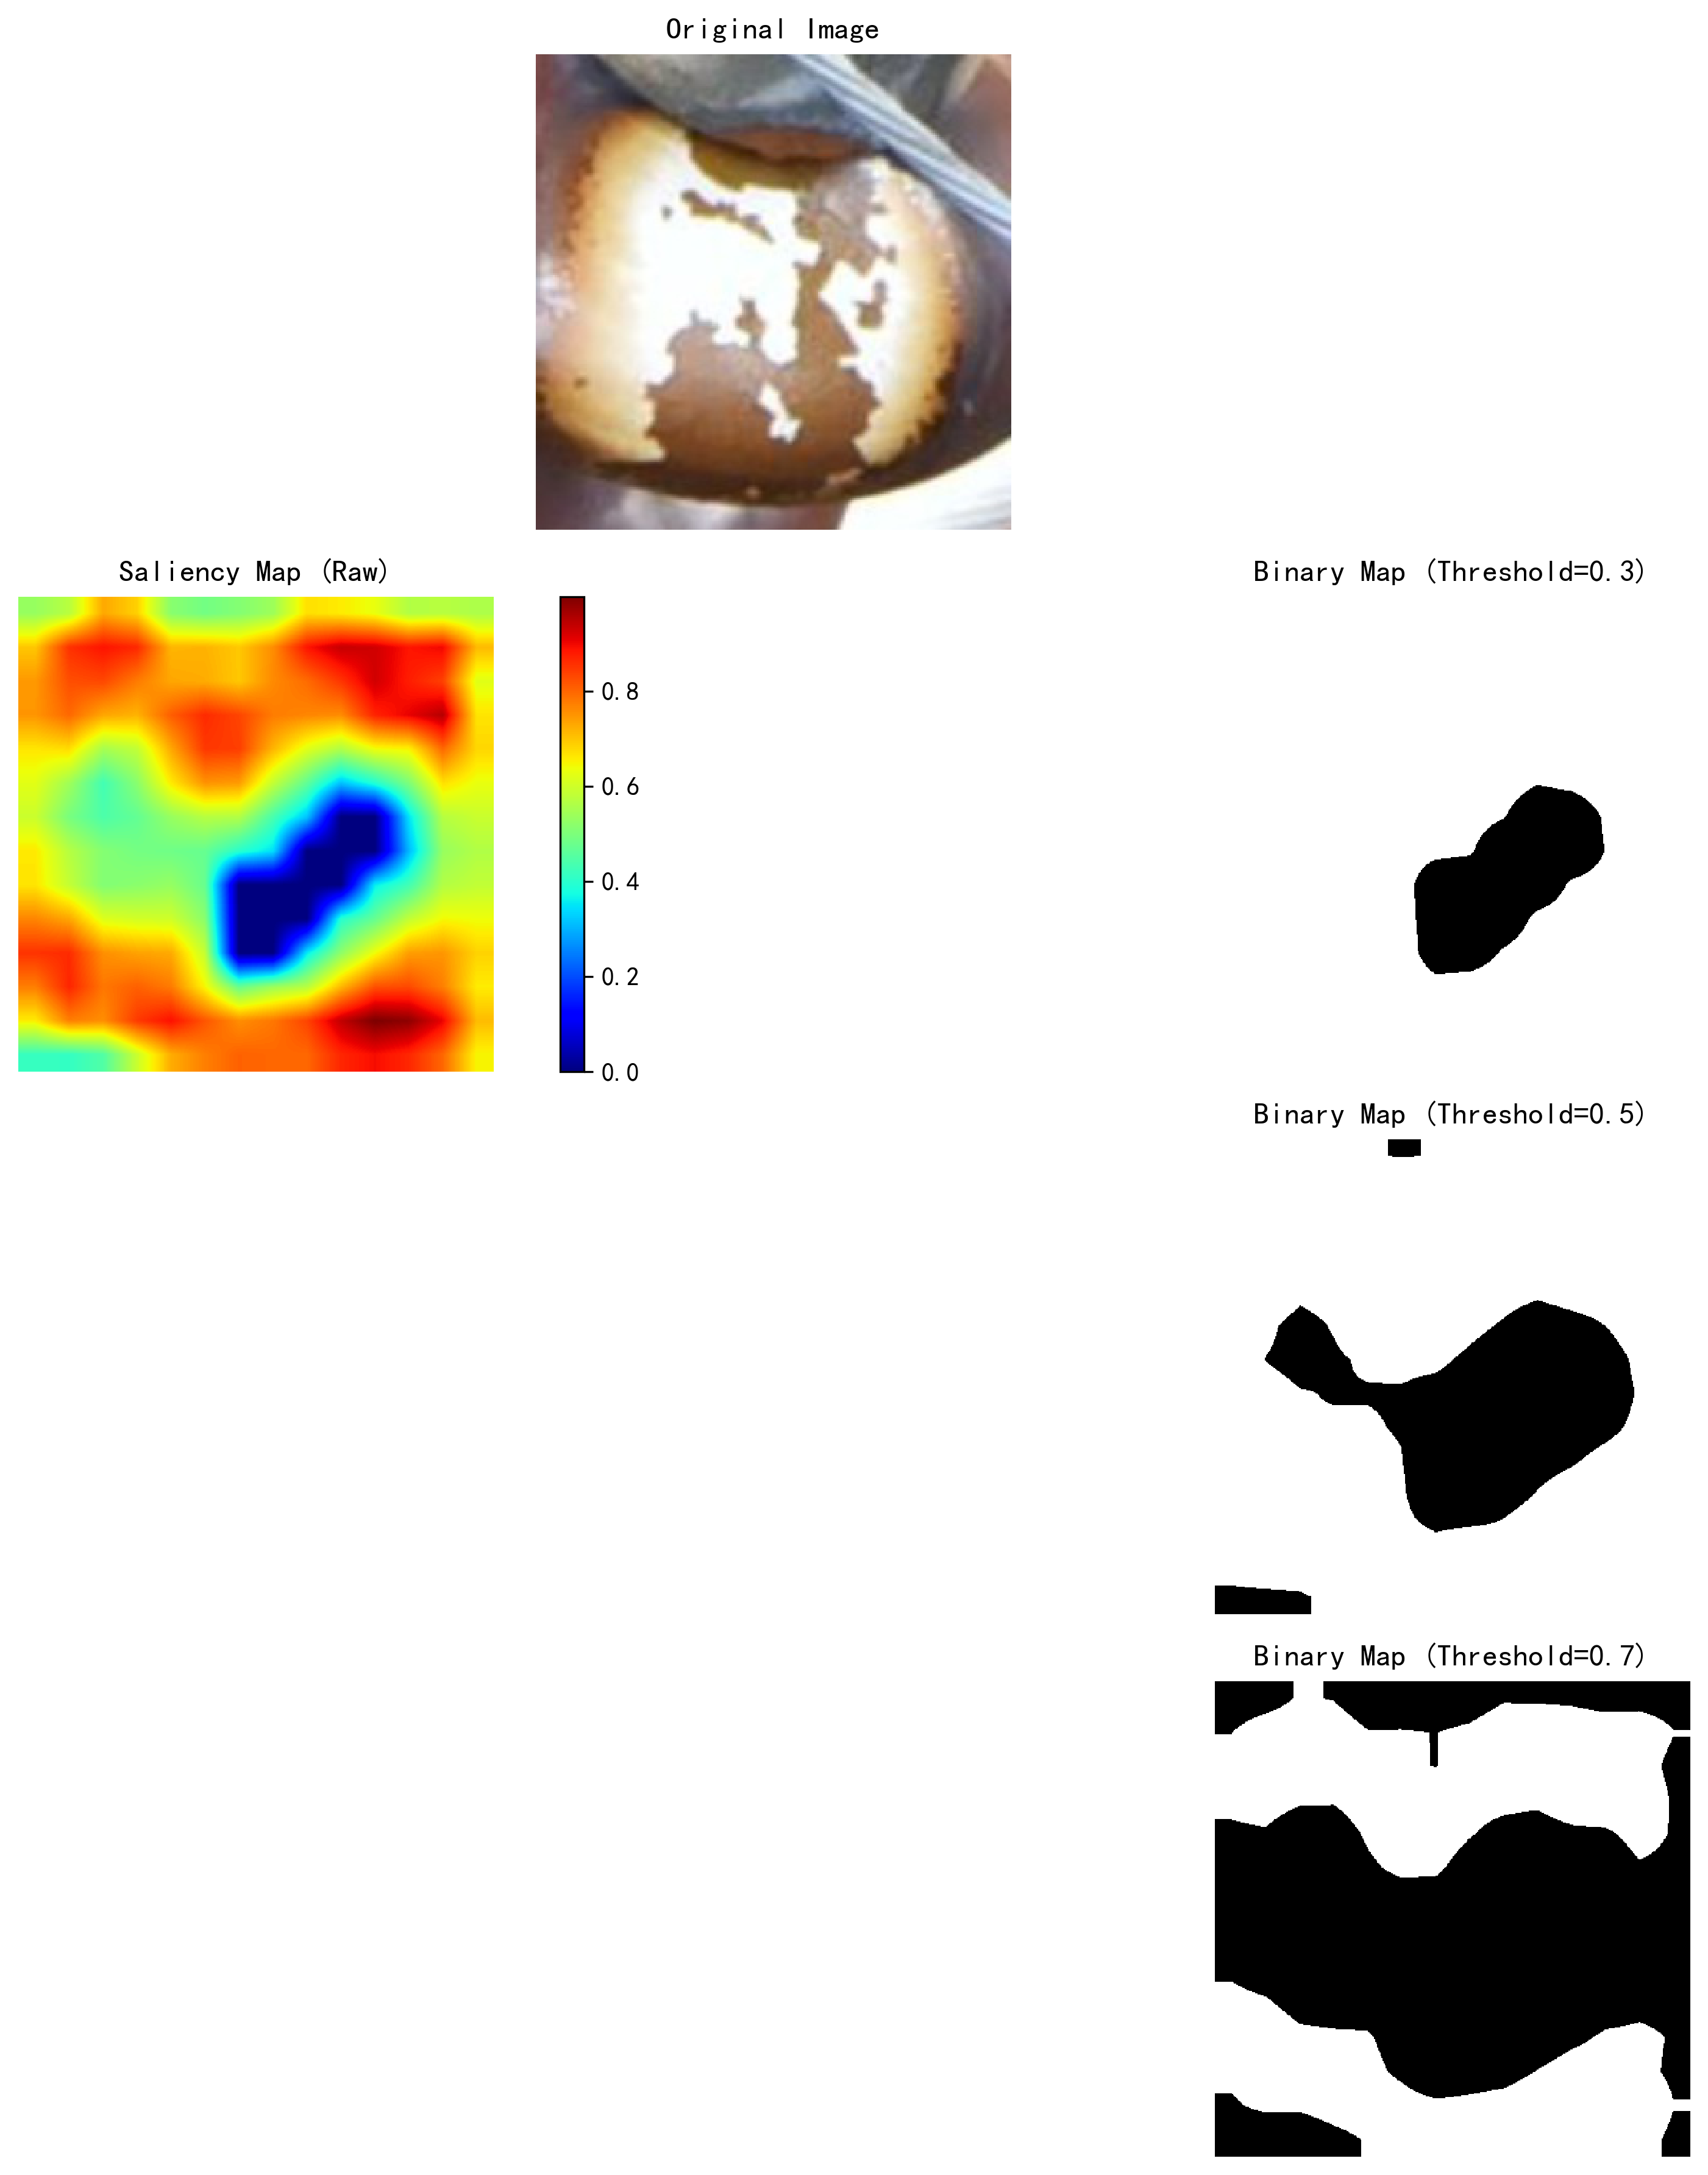 Original Image
Saliency Map (Raw)
Binary Map (Threshold=0.3)
0.8
0.6
0.4
0.2
0.0
Binary Map (Threshold=0.5)
Binary Map (Threshold=0.7)